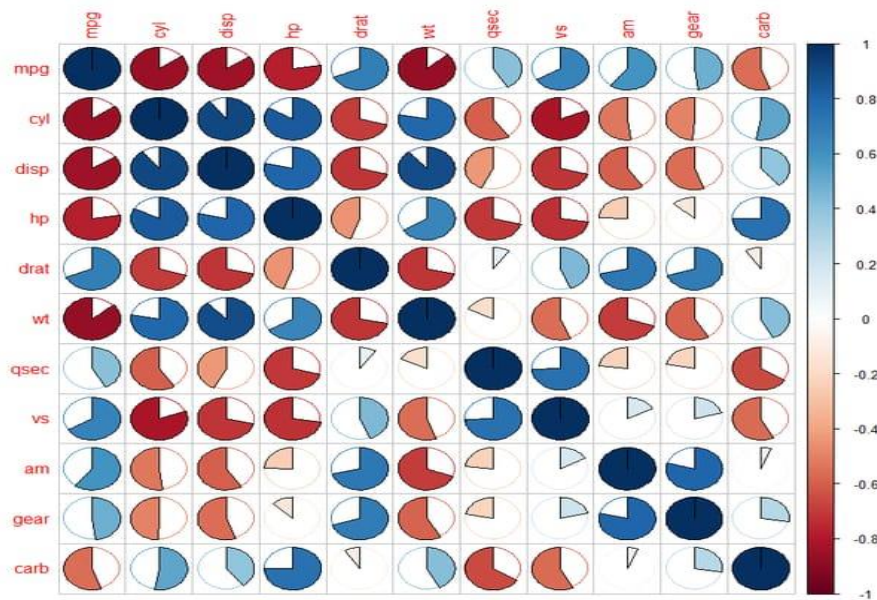 mpg cyl disp hp drat wt qsec vs am gear carb
mpg
cyl
disp
hp
drat
wt
qsec
vs
am
gear
carb
1
0.8
0.6
0.4
0.2
0
-0.2
-0.4
-0.6
-0.8
-1